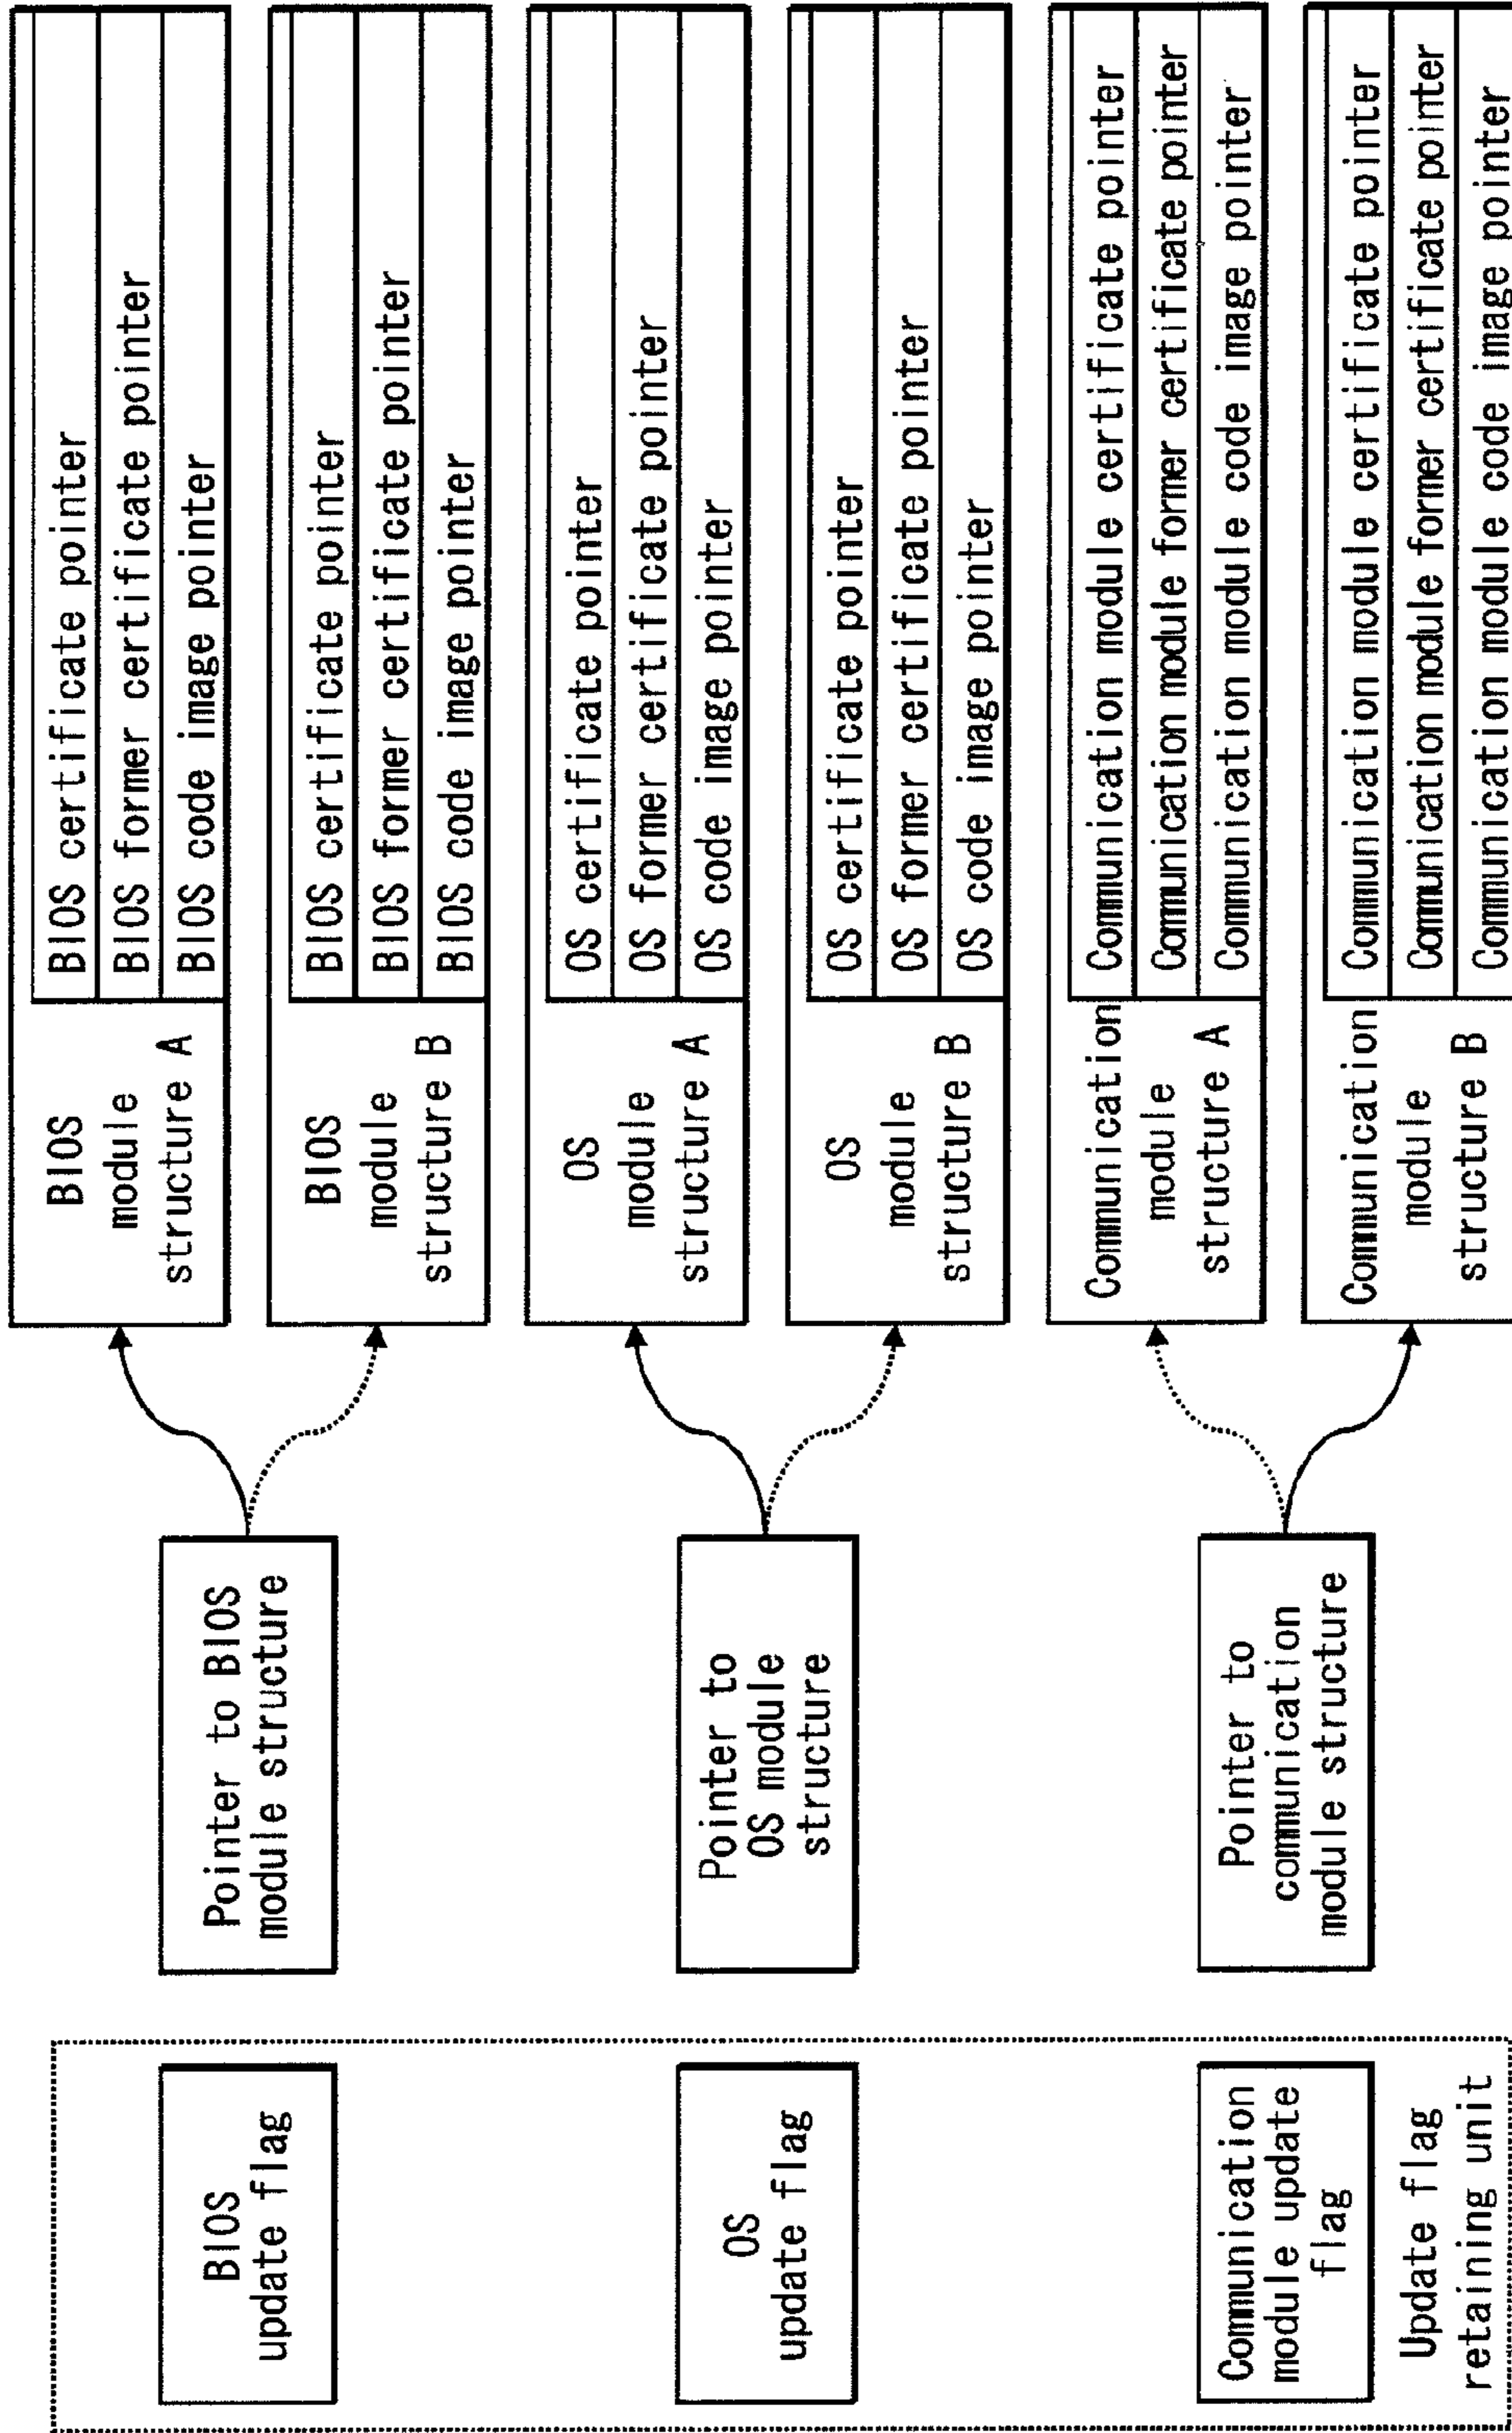 BIOS
update flag
OS
update flag
Communication
module update
flag
Update flag
retaining unit
Pointer to BIOS
module structure
Pointer to
OS module
structure
Pointer to
communication
module structure
BIOS
module
structure A
BIOS certificate pointer
BIOS former certificate pointer
BIOS code image pointer
BIOS
module
structure B
BIOS certificate pointer
BIOS former certificate pointer
BIOS code image pointer
OS
module
structure A
OS certificate pointer
OS former certificate pointer
OS code image pointer
OS
module
structure B
OS certificate pointer
OS former certificate pointer
OS code image pointer
Communication
module
structure A
Communication module certificate pointer
Communication module former certificate pointer
Communication module code image pointer
Communication
module
structure B
Communication module certificate pointer
Communication module former certificate pointer
Communication module code image pointer